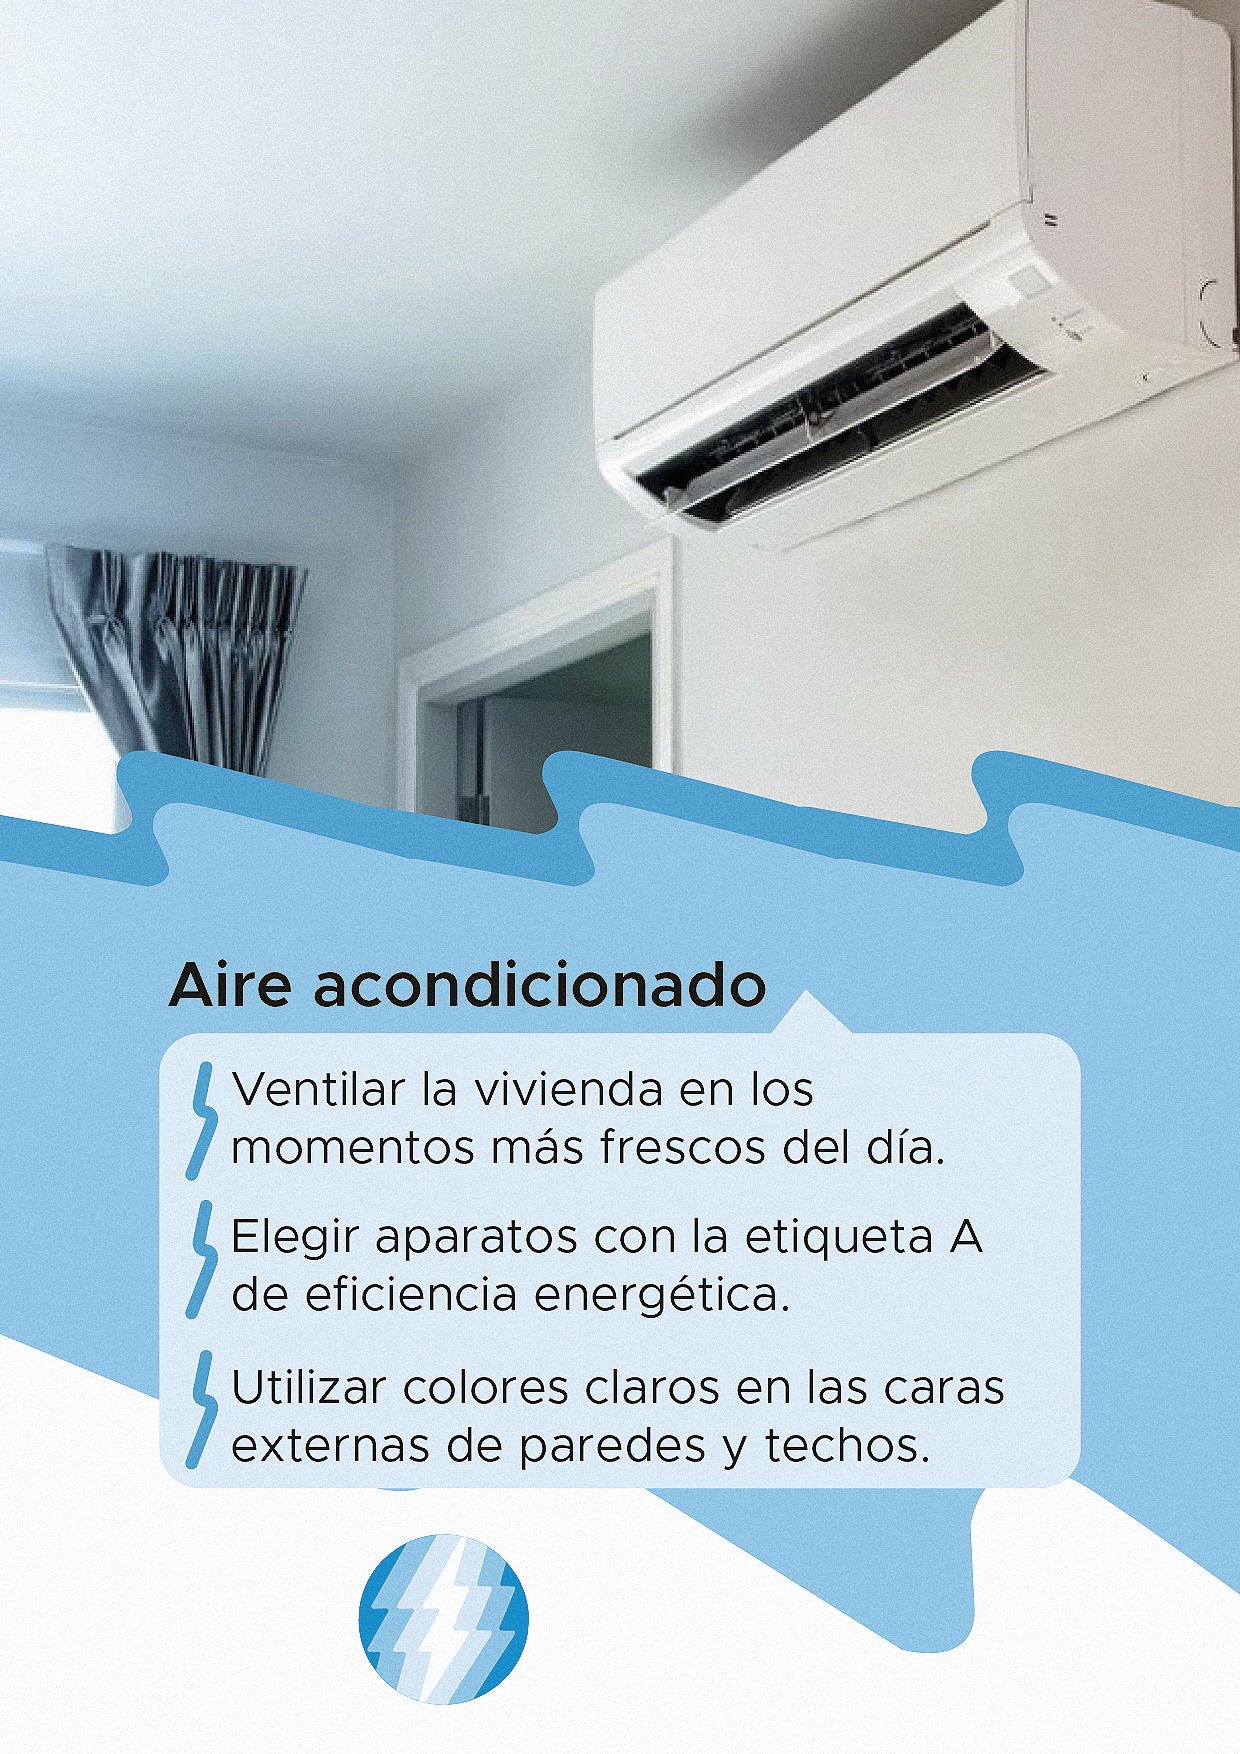 Aire acondicionado
Ventilar la vivienda en los
momentos más frescos del día.
Elegir aparatos con la etiqueta A
de eficiencia energética.
Utilizar colores claros en las caras
externas de paredes y techos.